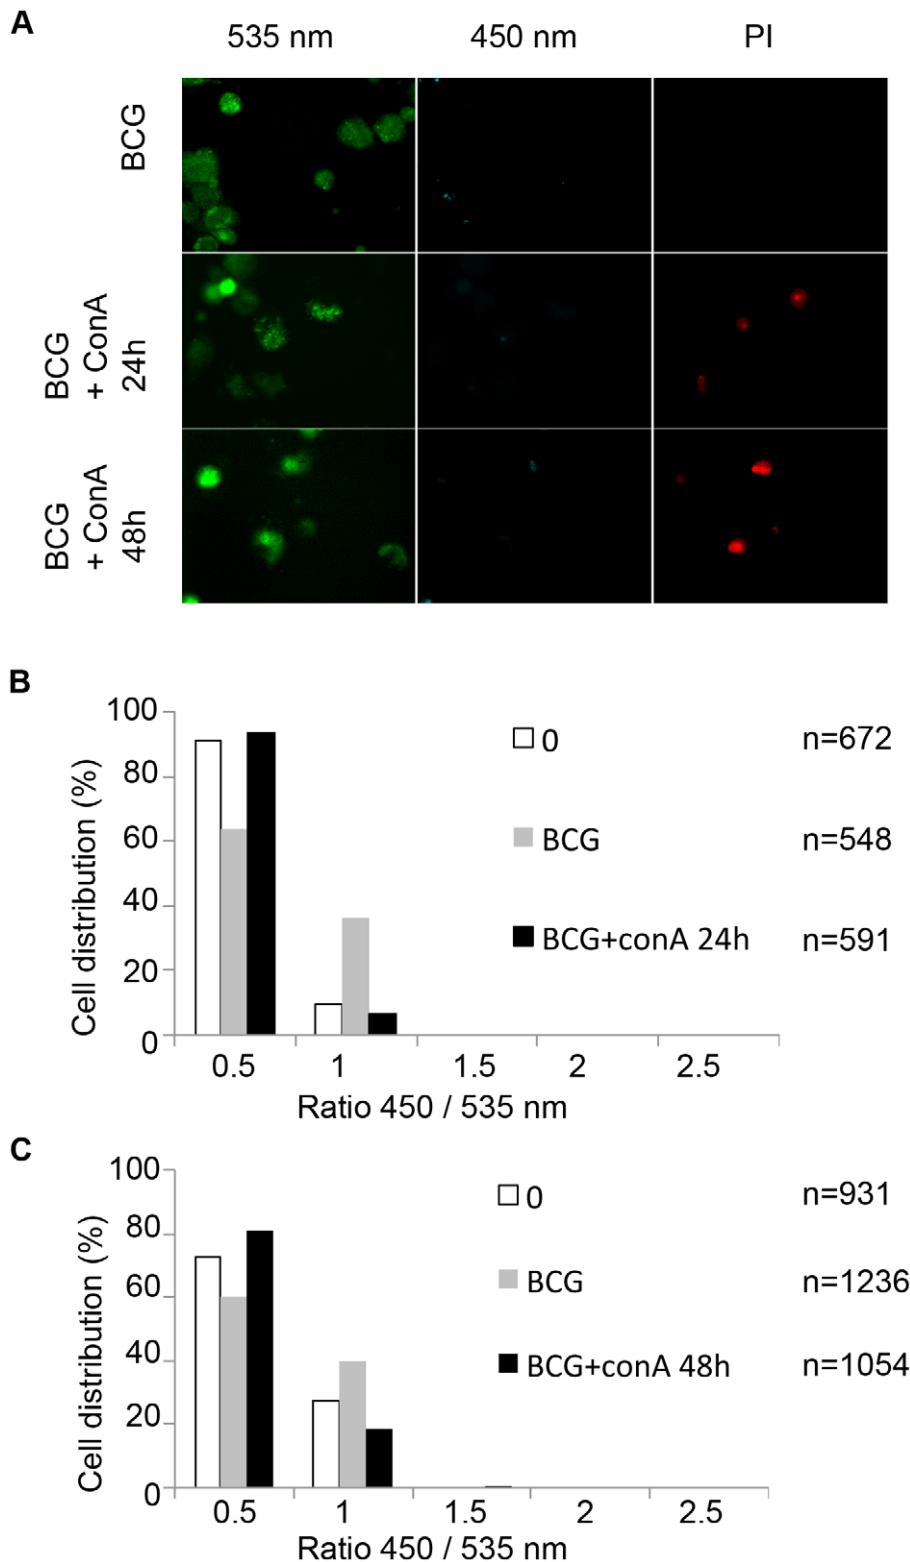 A
535 nm
450 nm
PI
BCG
BCG
+ ConA
24h
BCG
+ ConA
48h
B
Cell distribution (%)
100
80
60
40
20
0
0.5 1 1.5 2 2.5
Ratio 450 / 535 nm
0 n=672
BCG n=548
BCG+conA 24h n=591
C
Cell distribution (%)
100
80
60
40
20
0
0.5 1 1.5 2 2.5
Ratio 450 / 535 nm
0 n=931
BCG n=1236
BCG+conA 48h n=1054